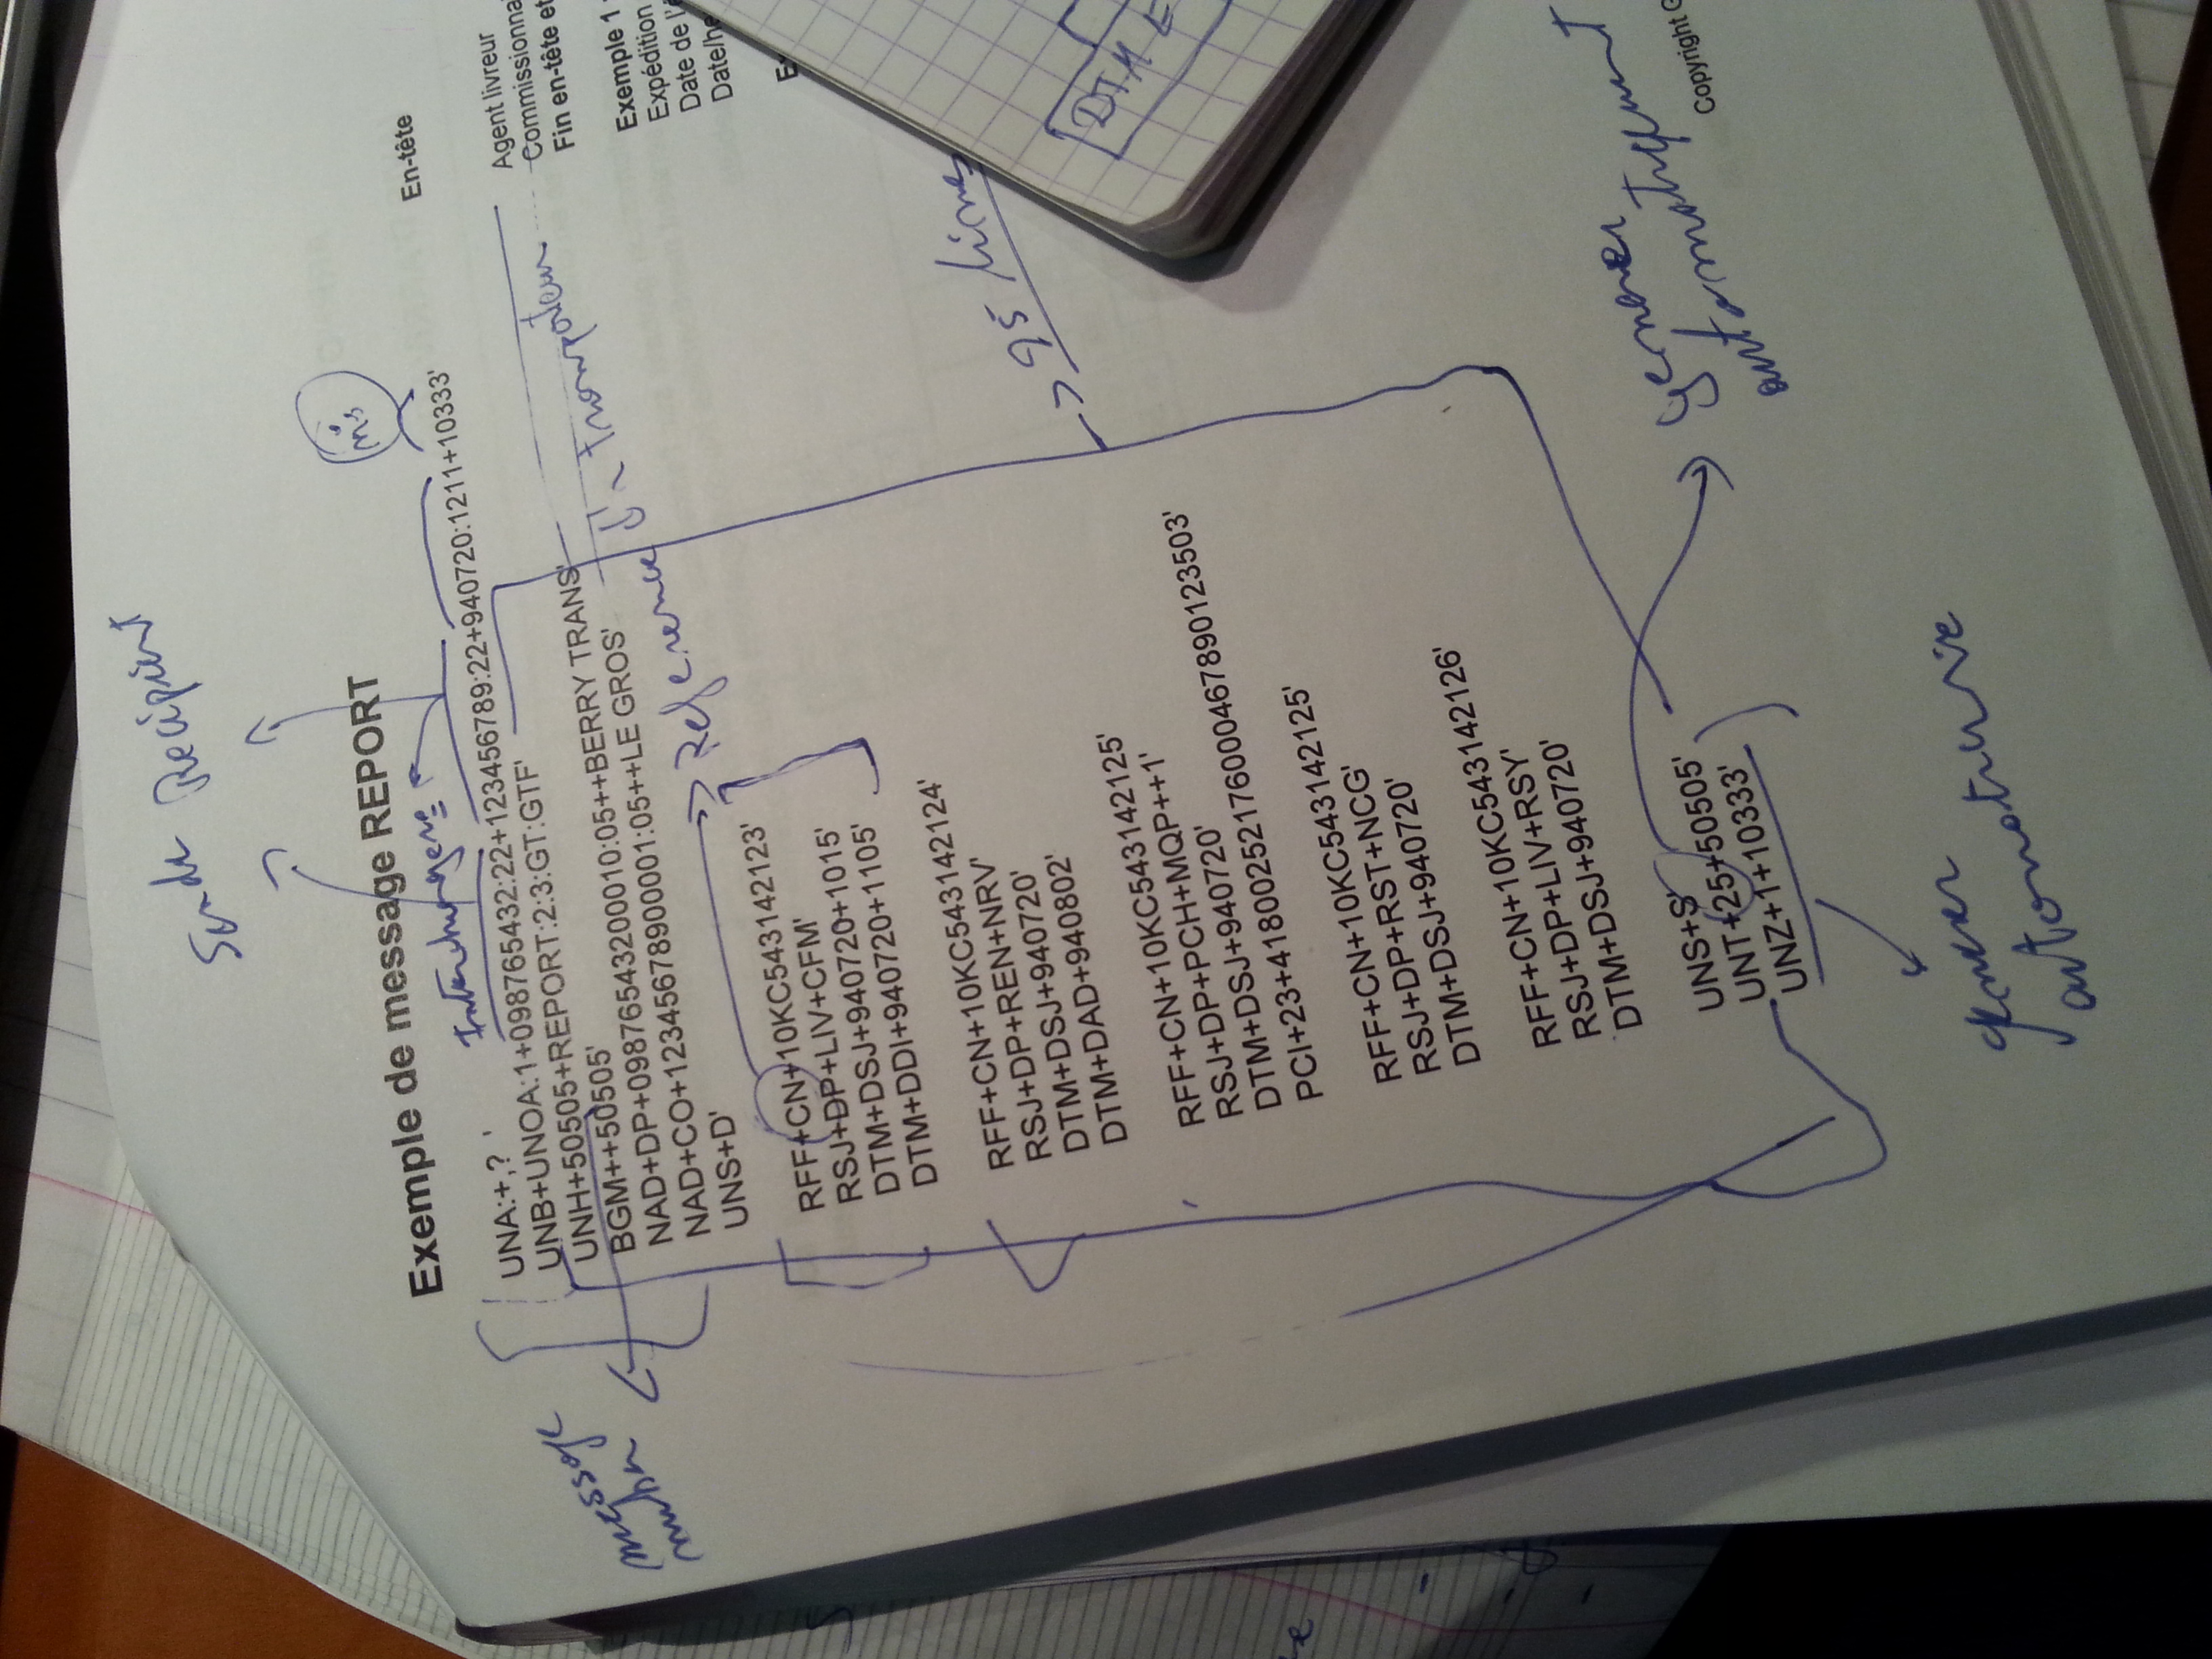 Sender Recipient
n°s
Exemple de message REPORT
Interchangere
En-tête
UNA:+,? '
UNB+UNOA:1+098765432:22+123456789:22+940720:1211+10333'
UNH+50505+REPORT:2:3:GT:GTF'
Agent livreur
BGM++50505'
Commissionna
NAD+DP+09876543200010:05++BERRY TRANS'
Fin en-tête et
NAD+CO+12345678900001:05++LE GROS'
UNS+D'
message
number
Reference d'un transporteur
Exemple 1
Expédition
Date de l'é
Date/he
RFF+CN+10KC543142123'
RSJ+DP+LIV+CFM'
DTM+DSJ+940720+1015'
DTM+DDI+940720+1105'
RFF+CN+10KC543142124'
RSJ+DP+REN+NRV'
DTM+DSJ+940720'
DTM+DAD+940802'
25 lines
DTM E
RFF+CN+10KC543142125'
RSJ+DP+PCH+MQP++1'
DTM+DSJ+940720'
PCI+23+41800252176000467890123503'
RFF+CN+10KC543142125'
RSJ+DP+RST+NCG'
DTM+DSJ+940720'
RFF+CN+10KC543142126'
RSJ+DP+LIV+RSY'
DTM+DSJ+940720'
UNS+S'
UNT+25+50505'
UNZ+1+10333'
generer
automatiquement
Copyright G
generer